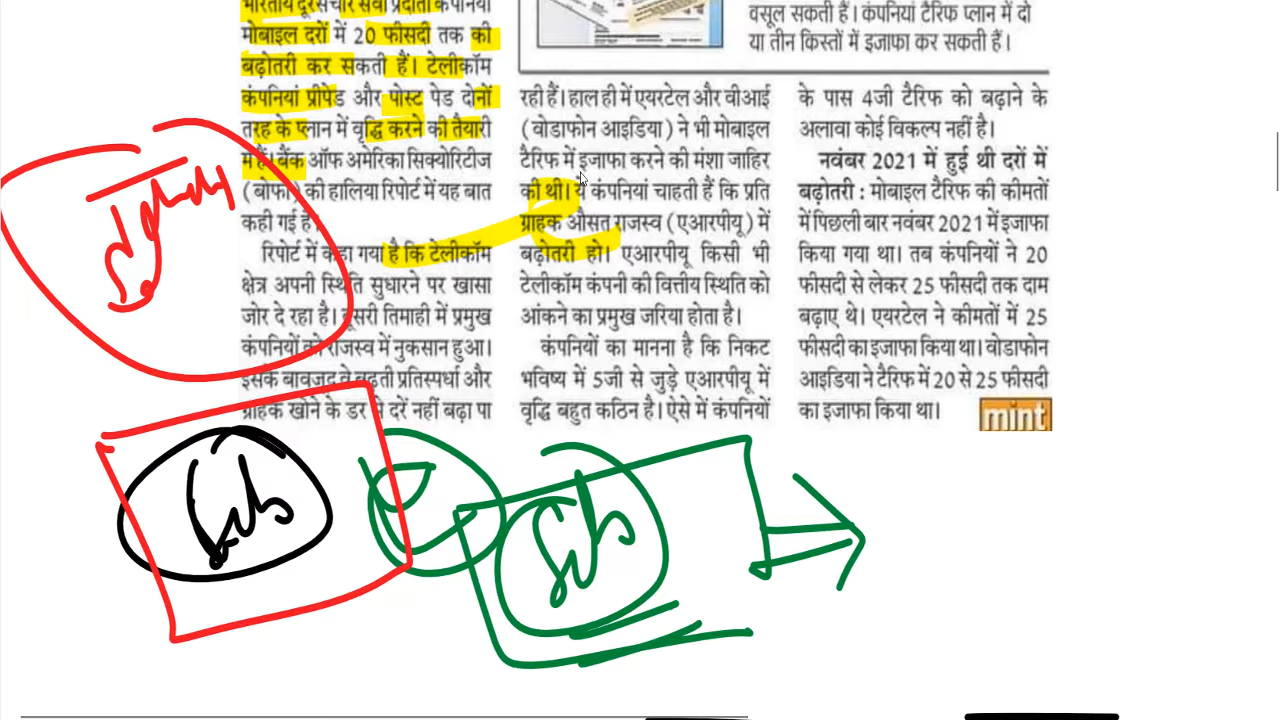 भारतीय दूरसंचार सेवा प्रदाता कंपनियां
मोबाइल दरों में 20 फीसदी तक की
बढ़ोतरी कर सकती हैं। टेलीकॉम
कंपनियां प्रीपेड और पोस्ट पेड दोनों
तरह के प्लान में वृद्धि करने की तैयारी
में हैं। बैंक ऑफ अमेरिका सिक्योरिटीज
(बोफा) की हालिया रिपोर्ट में यह बात
कही गई है।
रिपोर्ट में कहा गया है कि टेलीकॉम
क्षेत्र अपनी स्थिति सुधारने पर खासा
जोर दे रहा है। दूसरी तिमाही में प्रमुख
कंपनियों को राजस्व में नुकसान हुआ।
इसके बावजूद वे बढ़ती प्रतिस्पर्धा और
ग्राहक खोने के डर से दरें नहीं बढ़ा पा
वसूल सकती हैं। कंपनियां टैरिफ प्लान में दो
या तीन किस्तों में इजाफा कर सकती हैं।
रही हैं। हाल ही में एयरटेल और वीआई
(वोडाफोन आइडिया) ने भी मोबाइल
टैरिफ में इजाफा करने की मंशा जाहिर
की थी। ये कंपनियां चाहती हैं कि प्रति
ग्राहक औसत राजस्व (एआरपीयू) में
बढ़ोतरी हो। एआरपीयू किसी भी
टेलीकॉम कंपनी की वित्तीय स्थिति को
आंकने का प्रमुख जरिया होता है।
कंपनियों का मानना है कि निकट
भविष्य में 5जी से जुड़े एआरपीयू में
वृद्धि बहुत कठिन है। ऐसे में कंपनियों
के पास 4जी टैरिफ को बढ़ाने के
अलावा कोई विकल्प नहीं है।
नवंबर 2021 में हुई थी दरों में
बढ़ोतरी : मोबाइल टैरिफ की कीमतों
में पिछली बार नवंबर 2021 में इजाफा
किया गया था। तब कंपनियों ने 20
फीसदी से लेकर 25 फीसदी तक दाम
बढ़ाए थे। एयरटेल ने कीमतों में 25
फीसदी का इजाफा किया था। वोडाफोन
आइडिया ने टैरिफ में 20 से 25 फीसदी
का इजाफा किया था।
mint